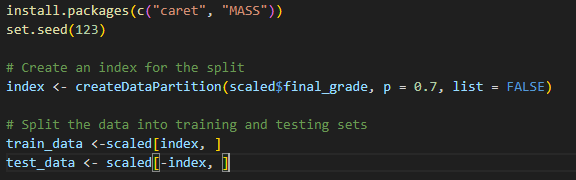 install.packages(c("caret", "MASS"))
set.seed(123)
# Create an index for the split
index <- createDataPartition(scaled$final_grade, p = 0.7, list = FALSE)
# Split the data into training and testing sets
train_data <-scaled[index, ]
test_data <- scaled[-index, ]